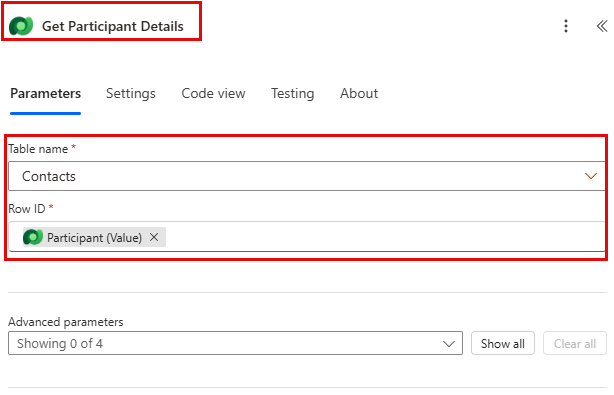 Get Participant Details
Parameters Settings Code view Testing About
Table name *
Contacts
Row ID *
Participant (Value)
Advanced parameters
Showing 0 of 4 Show all Clear all